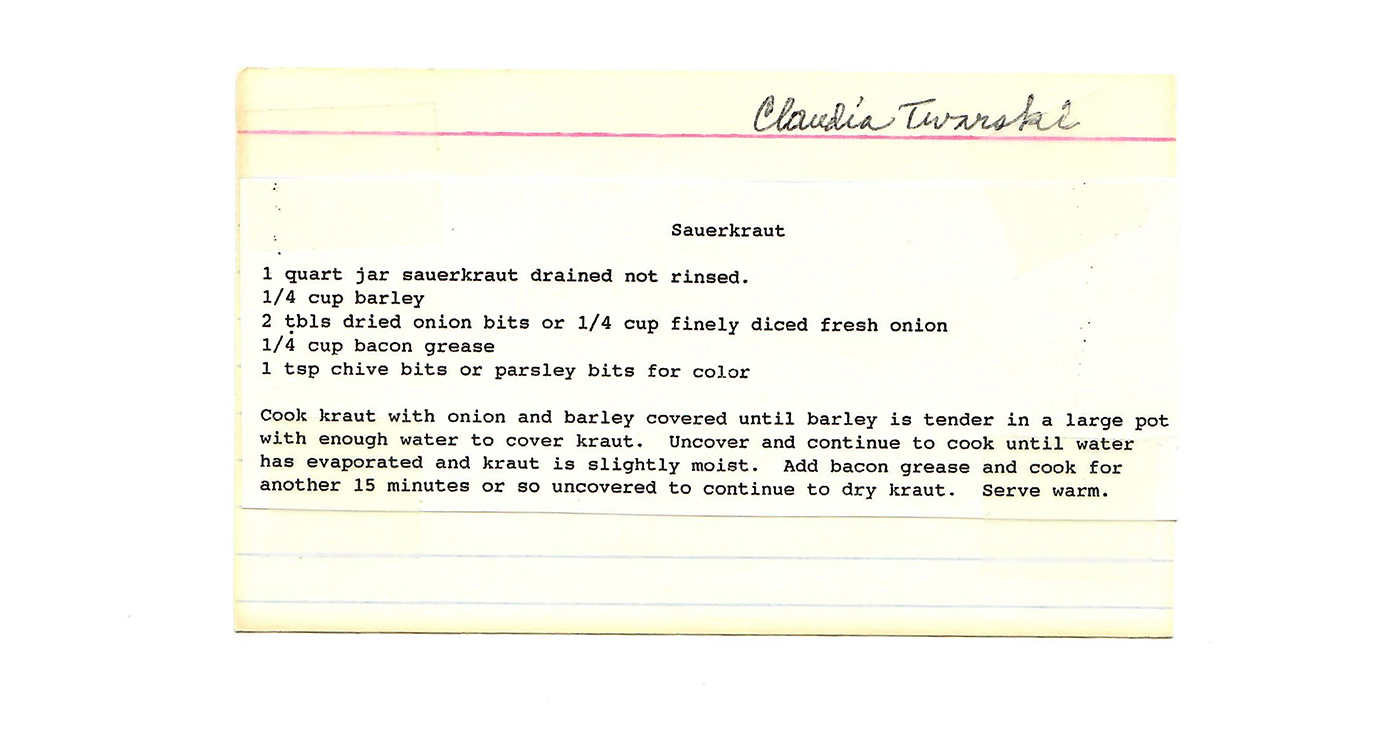 Claudia Twarski
Sauerkraut
1 quart jar sauerkraut drained not rinsed.
1/4 cup barley
2 tbls dried onion bits or 1/4 cup finely diced fresh onion
1/4 cup bacon grease
1 tsp chive bits or parsley bits for color
Cook kraut with onion and barley covered until barley is tender in a large pot
with enough water to cover kraut.  Uncover and continue to cook until water
has evaporated and kraut is slightly moist.  Add bacon grease and cook for
another 15 minutes or so uncovered to continue to dry kraut.  Serve warm.